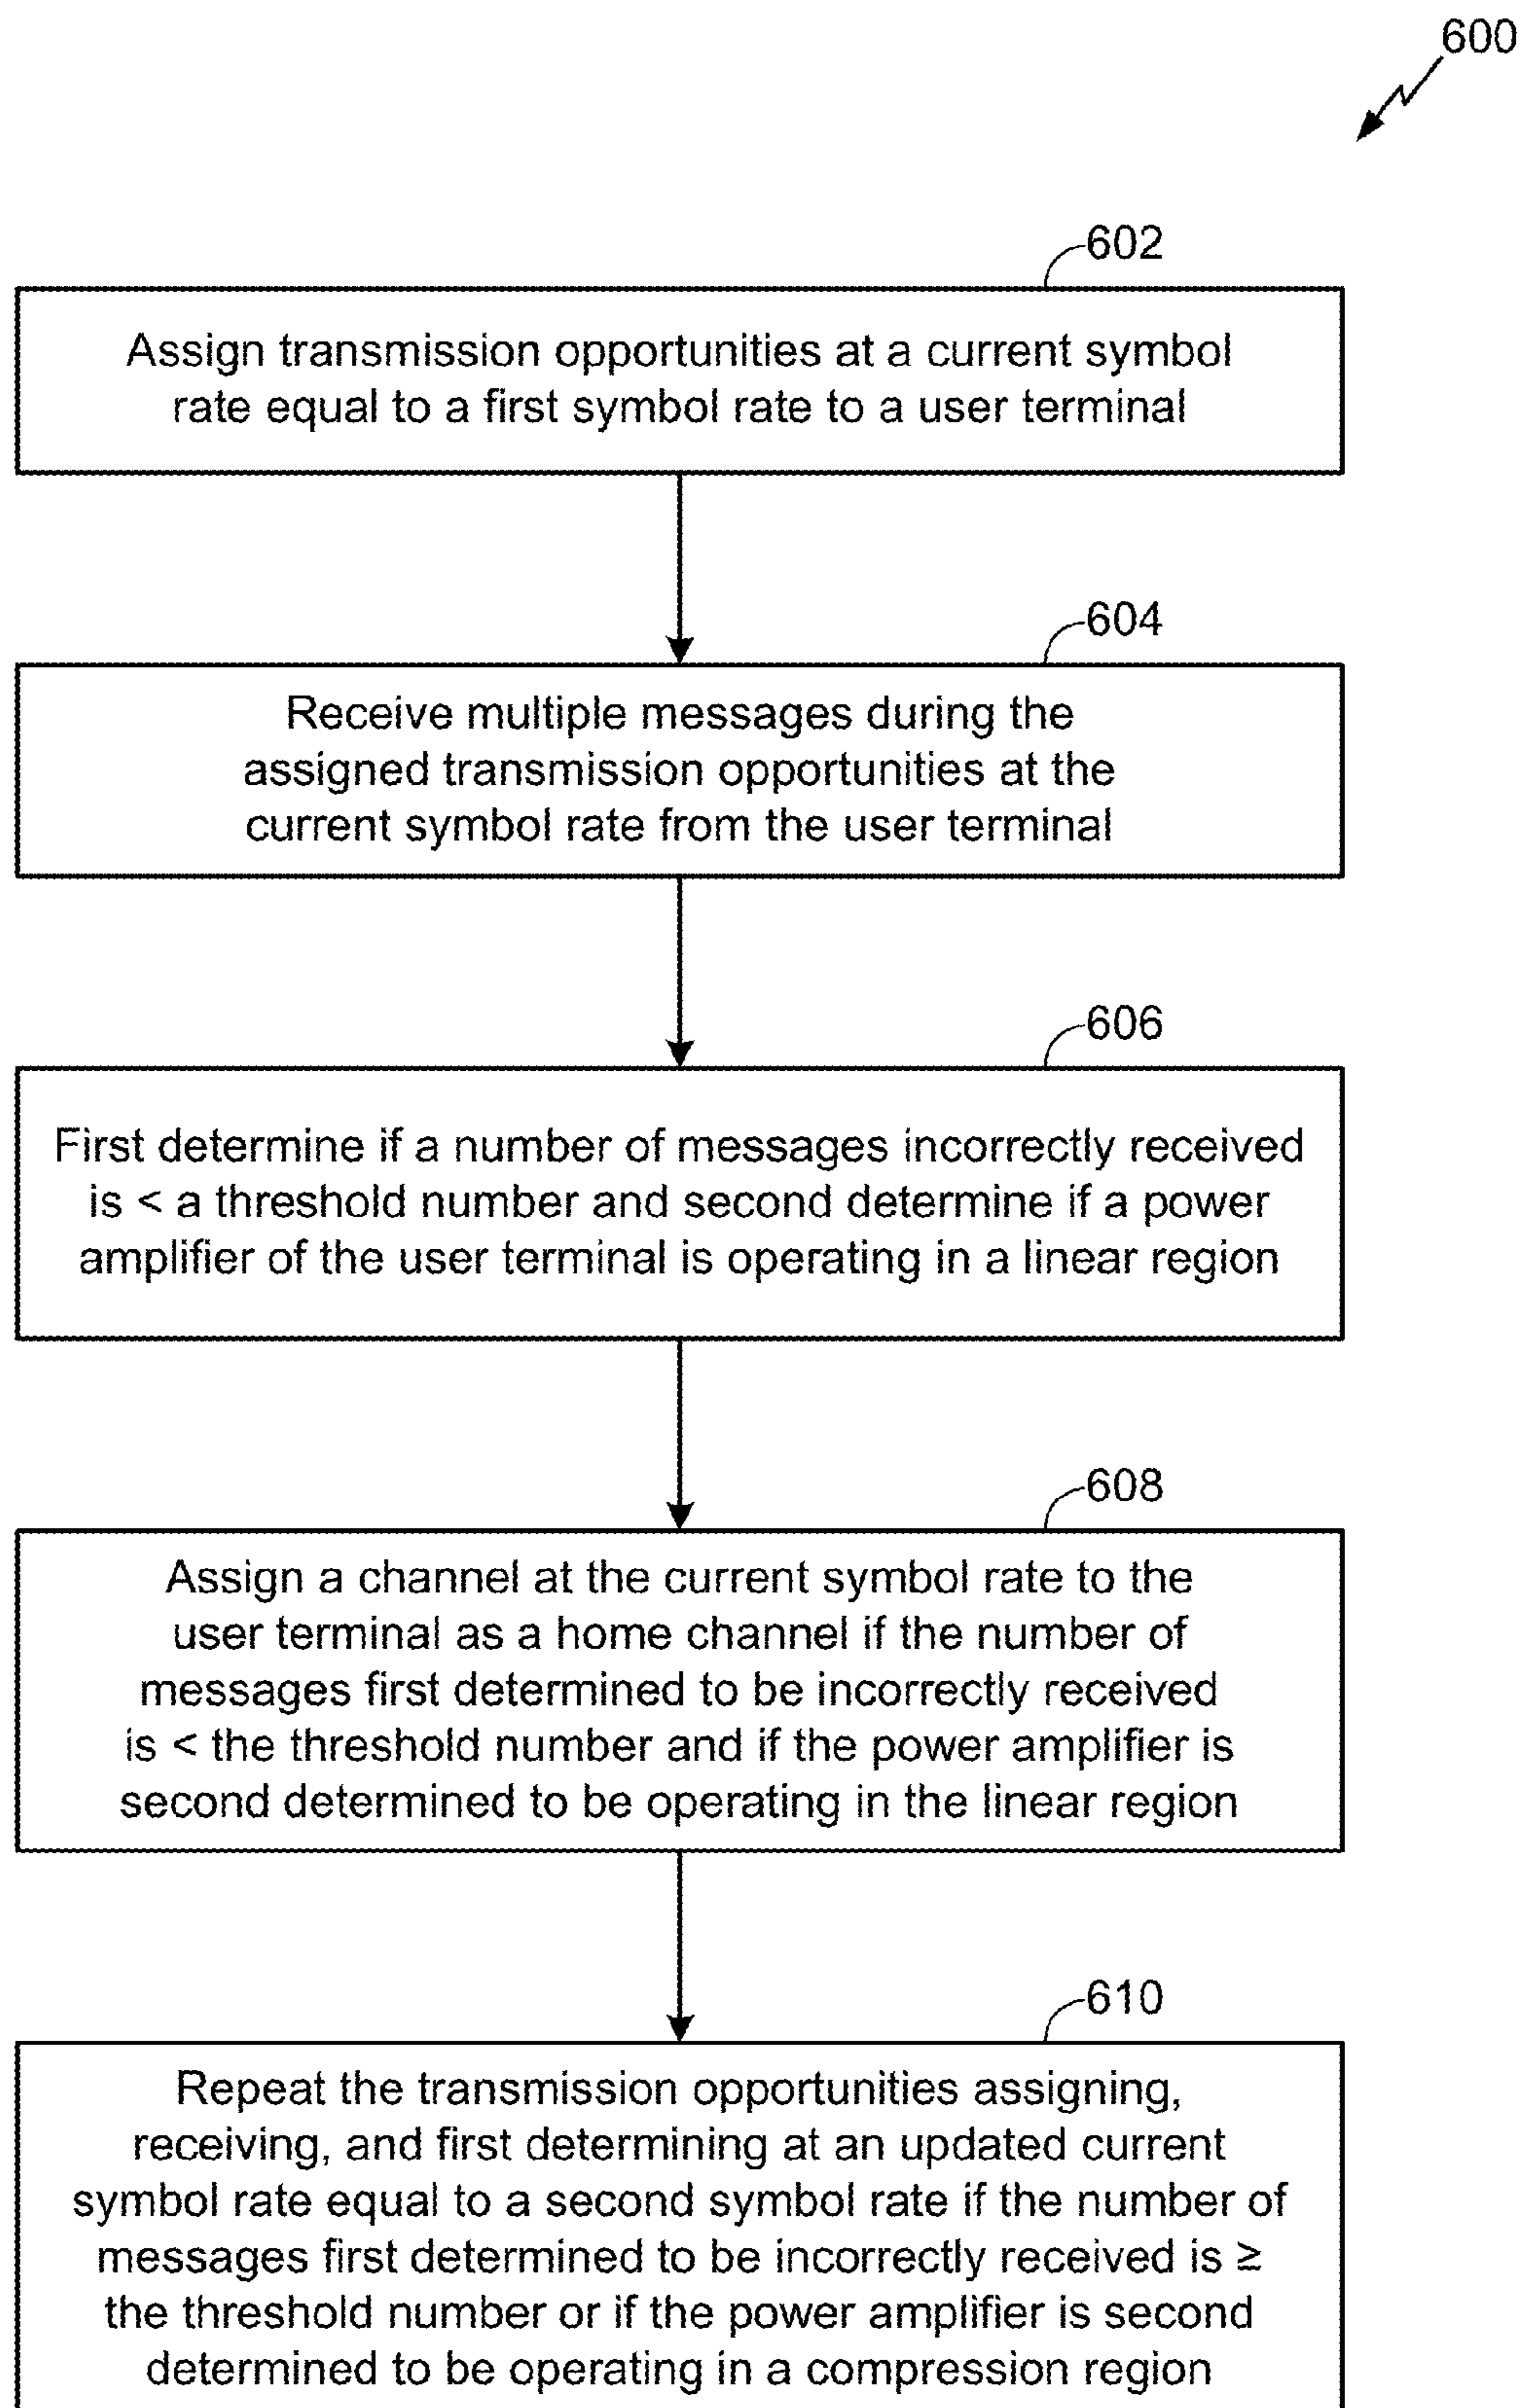 600
602
Assign transmission opportunities at a current symbol
rate equal to a first symbol rate to a user terminal
604
Receive multiple messages during the
assigned transmission opportunities at the
current symbol rate from the user terminal
606
First determine if a number of messages incorrectly received
is < a threshold number and second determine if a power
amplifier of the user terminal is operating in a linear region
608
Assign a channel at the current symbol rate to the
user terminal as a home channel if the number of
messages first determined to be incorrectly received
is < the threshold number and if the power amplifier is
second determined to be operating in the linear region
610
Repeat the transmission opportunities assigning,
receiving, and first determining at an updated current
symbol rate equal to a second symbol rate if the number of
messages first determined to be incorrectly received is ≥
the threshold number or if the power amplifier is second
determined to be operating in a compression region